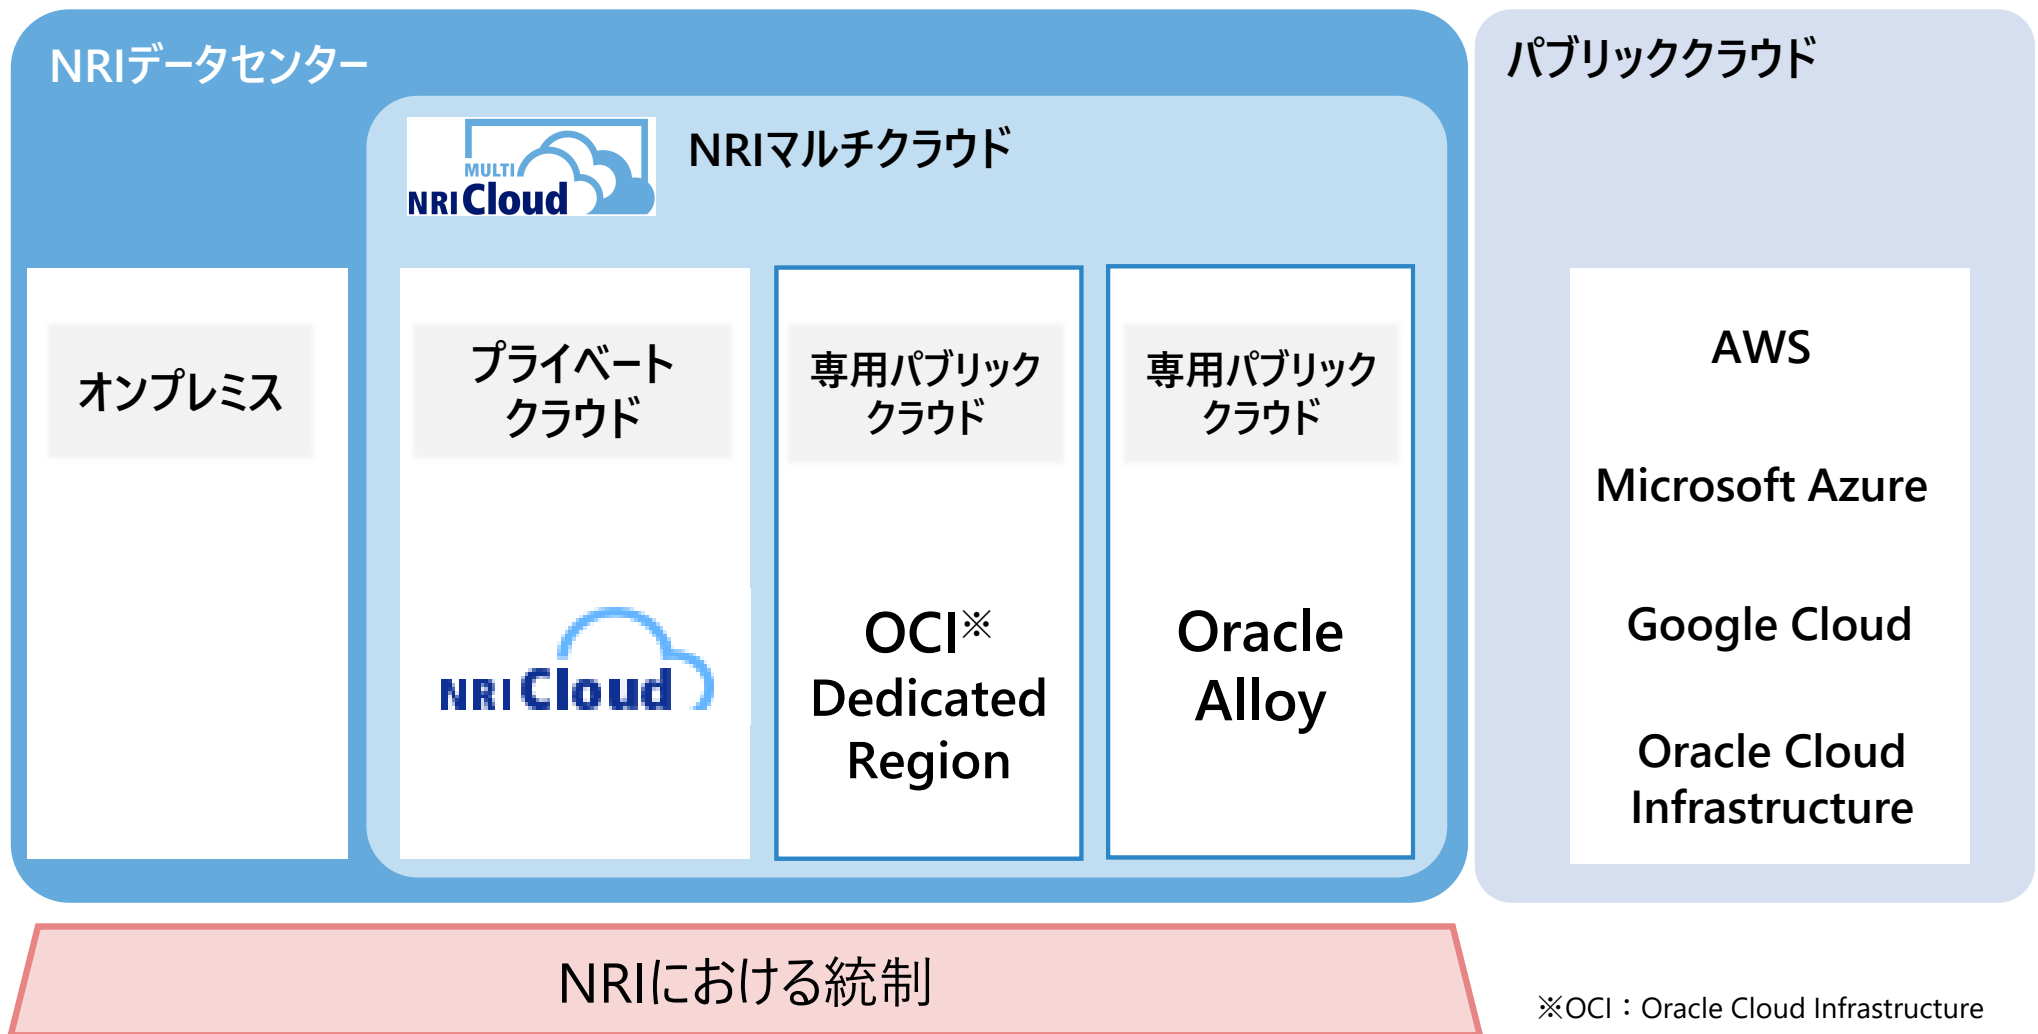 NRIデータセンター
パブリッククラウド
MULTI
NRI Cloud
NRIマルチクラウド
オンプレミス
プライベート
クラウド
NRI Cloud
専用パブリック
クラウド
OCI※
Dedicated
Region
専用パブリック
クラウド
Oracle
Alloy
AWS
Microsoft Azure
Google Cloud
Oracle Cloud
Infrastructure
NRIにおける統制
※OCI：Oracle Cloud Infrastructure